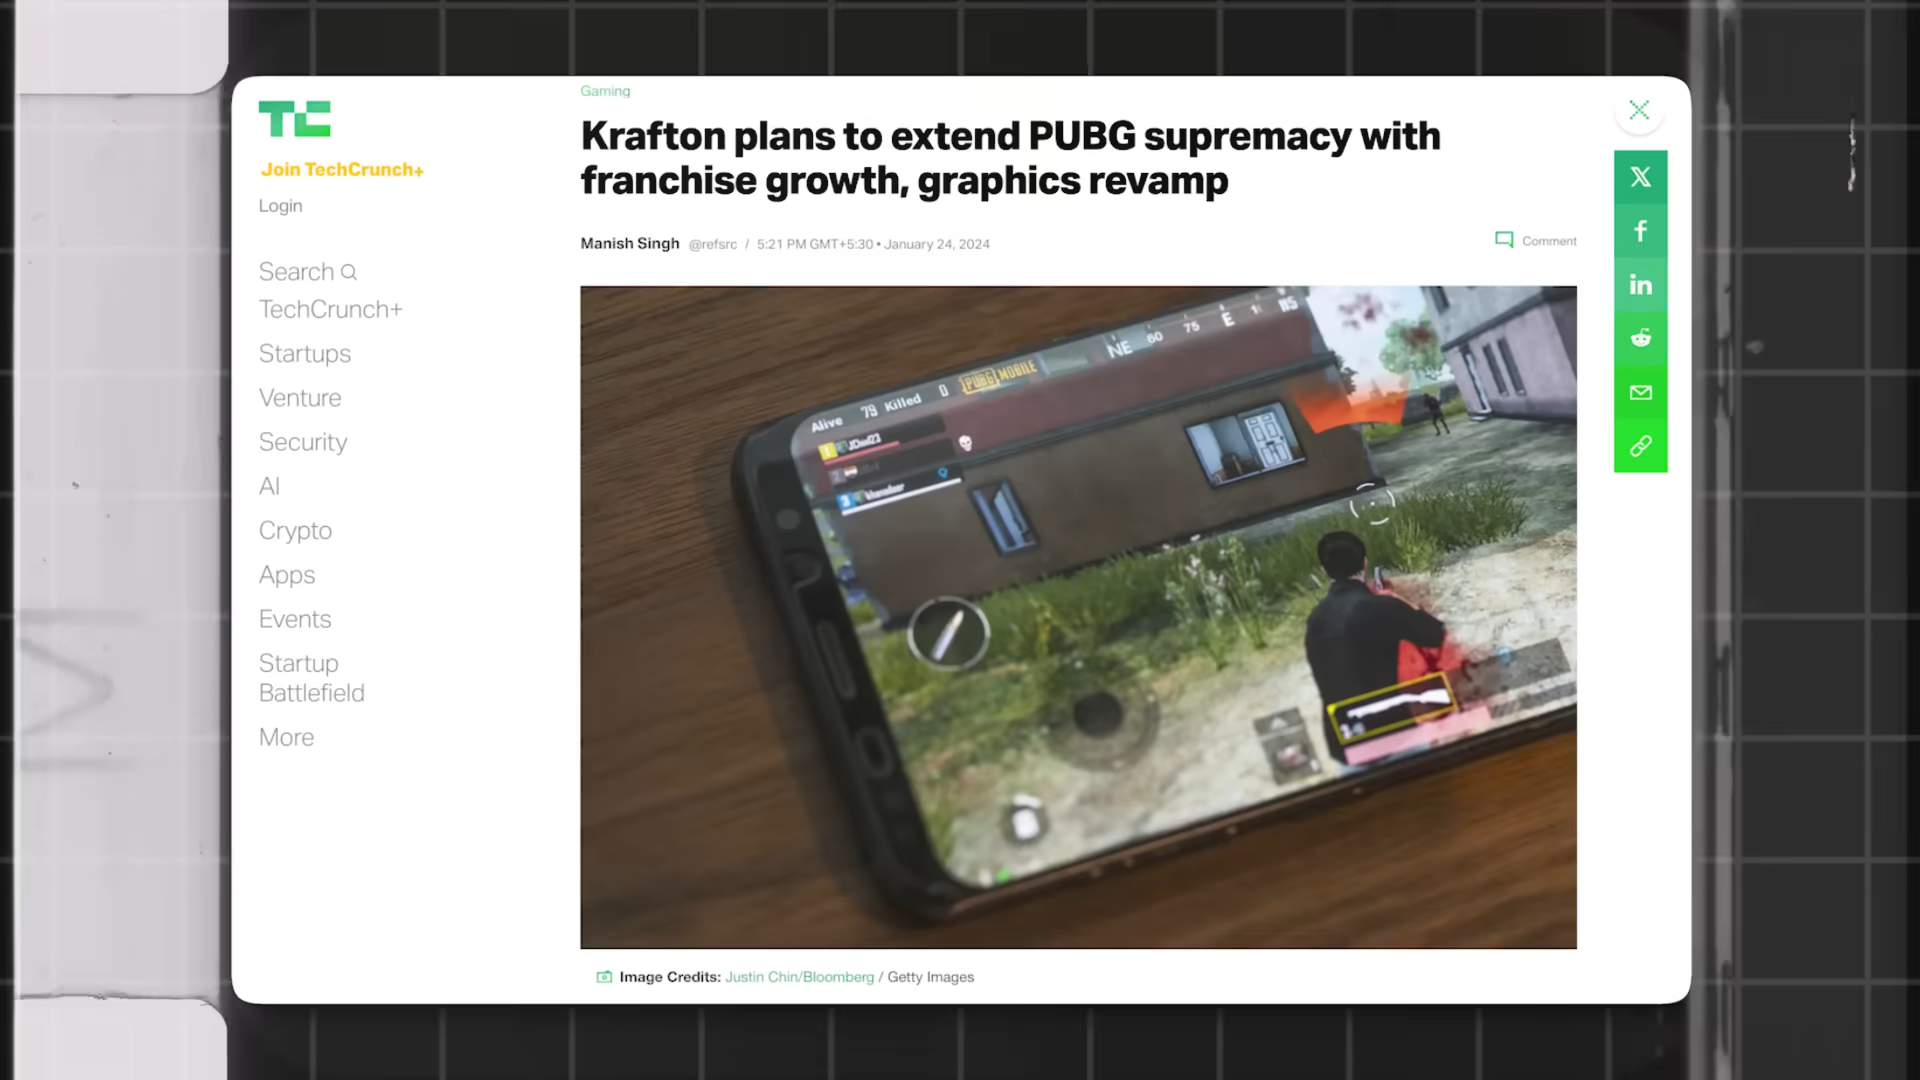 TC
Join TechCrunch+
Login
Search
TechCrunch+
Startups
Venture
Security
AI
Crypto
Apps
Events
Startup
Battlefield
More
Gaming
Krafton plans to extend PUBG supremacy with
franchise growth, graphics revamp
Manish Singh @refsrc / 5:21 PM GMT+5:30 • January 24, 2024
Comment
NE 60 75 E 115
Alive 79 Killed 0 PUBG MOBILE
Image Credits: Justin Chin/Bloomberg / Getty Images
X
f
in